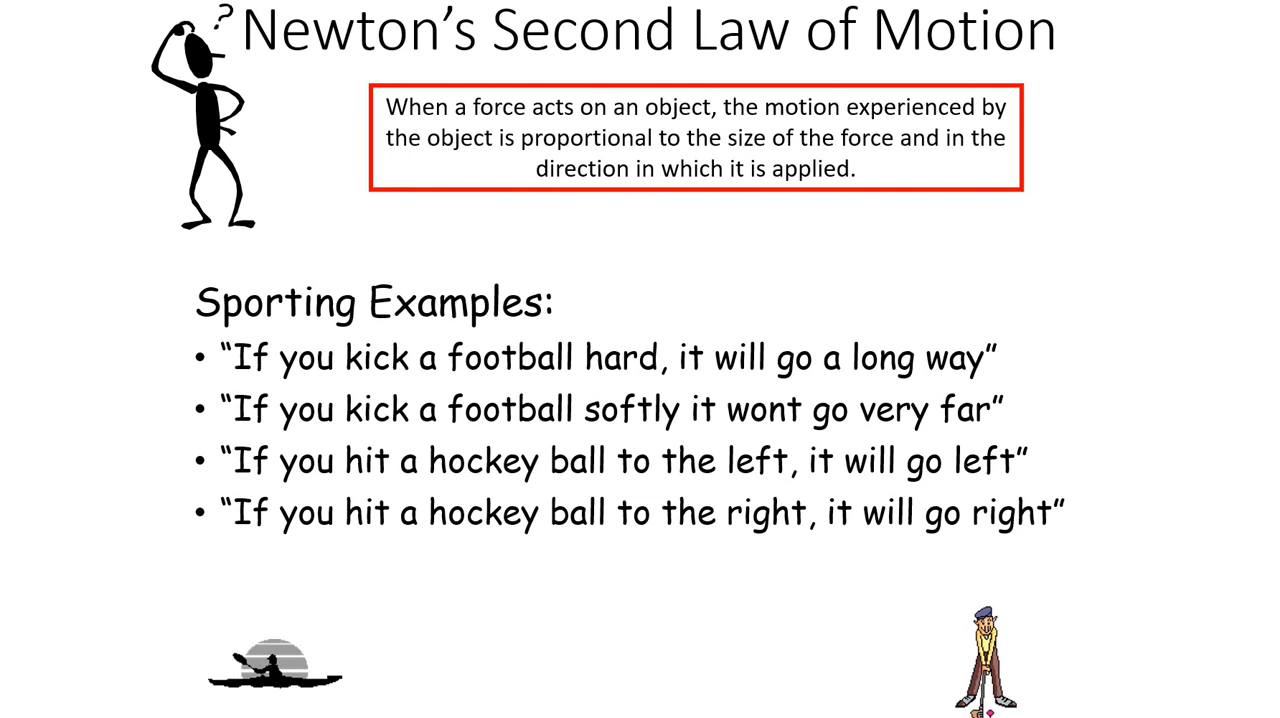 ?
Newton’s Second Law of Motion
When a force acts on an object, the motion experienced by
the object is proportional to the size of the force and in the
direction in which it is applied.
Sporting Examples:
• “If you kick a football hard, it will go a long way”
• “If you kick a football softly it wont go very far”
• “If you hit a hockey ball to the left, it will go left”
• “If you hit a hockey ball to the right, it will go right”